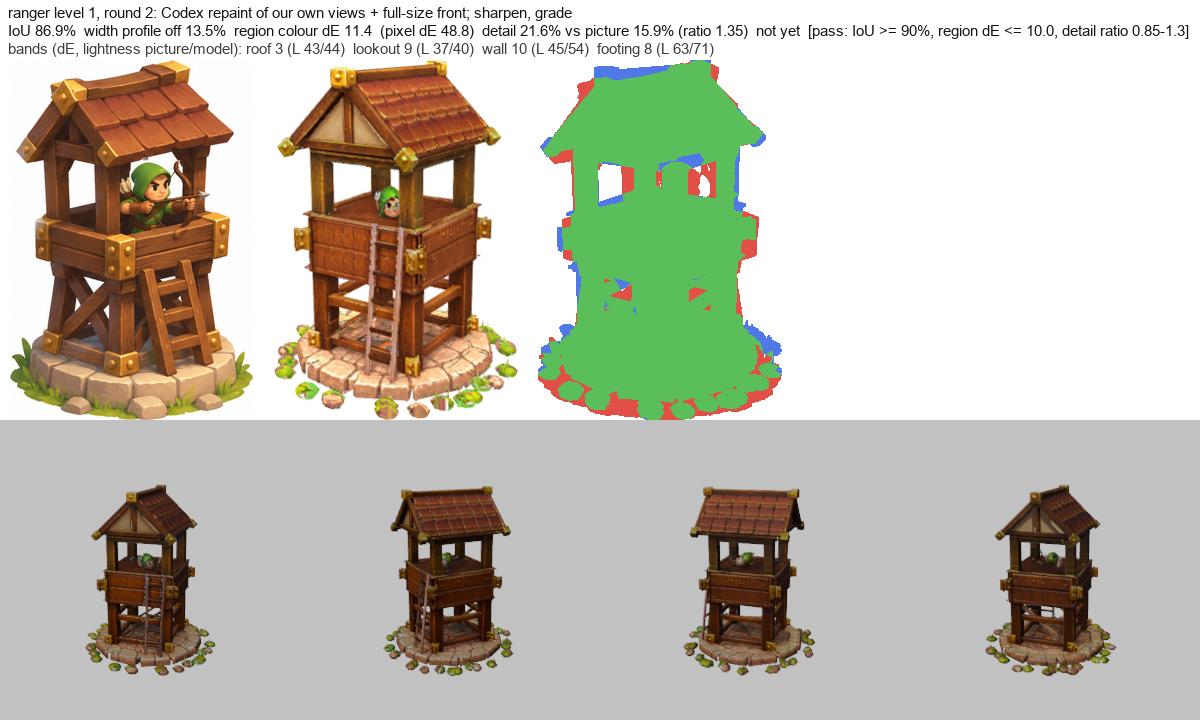 ranger level 1, round 2: Codex repaint of our own views + full-size front; sharpen, grade
IoU 86.9%  width profile off 13.5%  region colour dE 11.4  (pixel dE 48.8)  detail 21.6% vs picture 15.9% (ratio 1.35)  not yet  [pass: IoU >= 90%, region dE <= 10.0, detail ratio 0.85-1.3]
bands (dE, lightness picture/model): roof 3 (L 43/44)  lookout 9 (L 37/40)  wall 10 (L 45/54)  footing 8 (L 63/71)